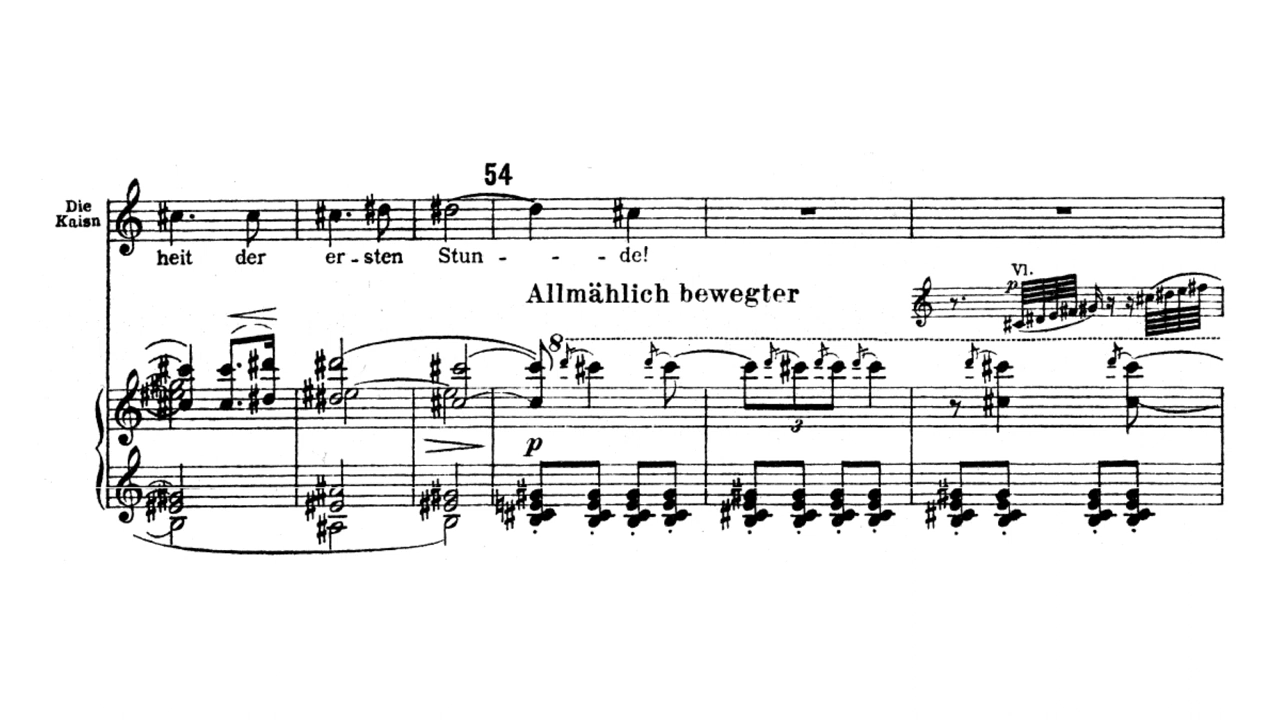 54
Die
Kaisn
heit der er - sten Stun - - - de!
Vl.
p
Allmählich bewegter
8
p
3